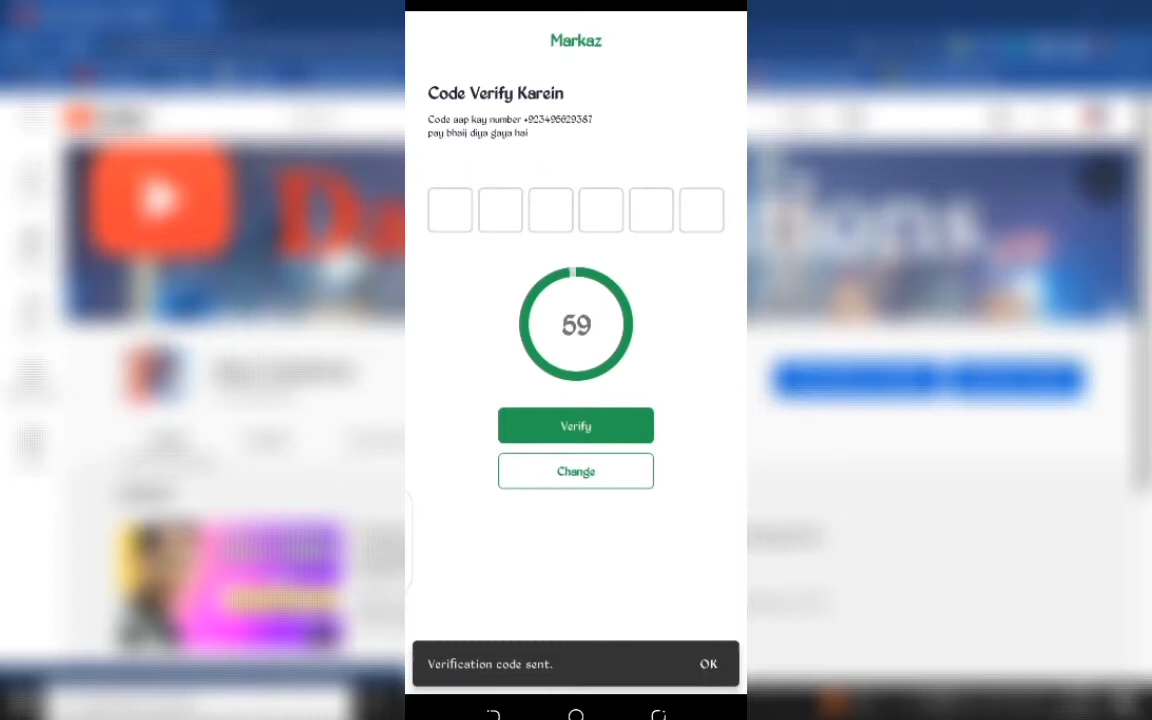 Markaz
Code Verify Karein
Code aap kay number +923495629387
pay bhaij diya gaya hai
59
Verify
Change
Verification code sent.
OK